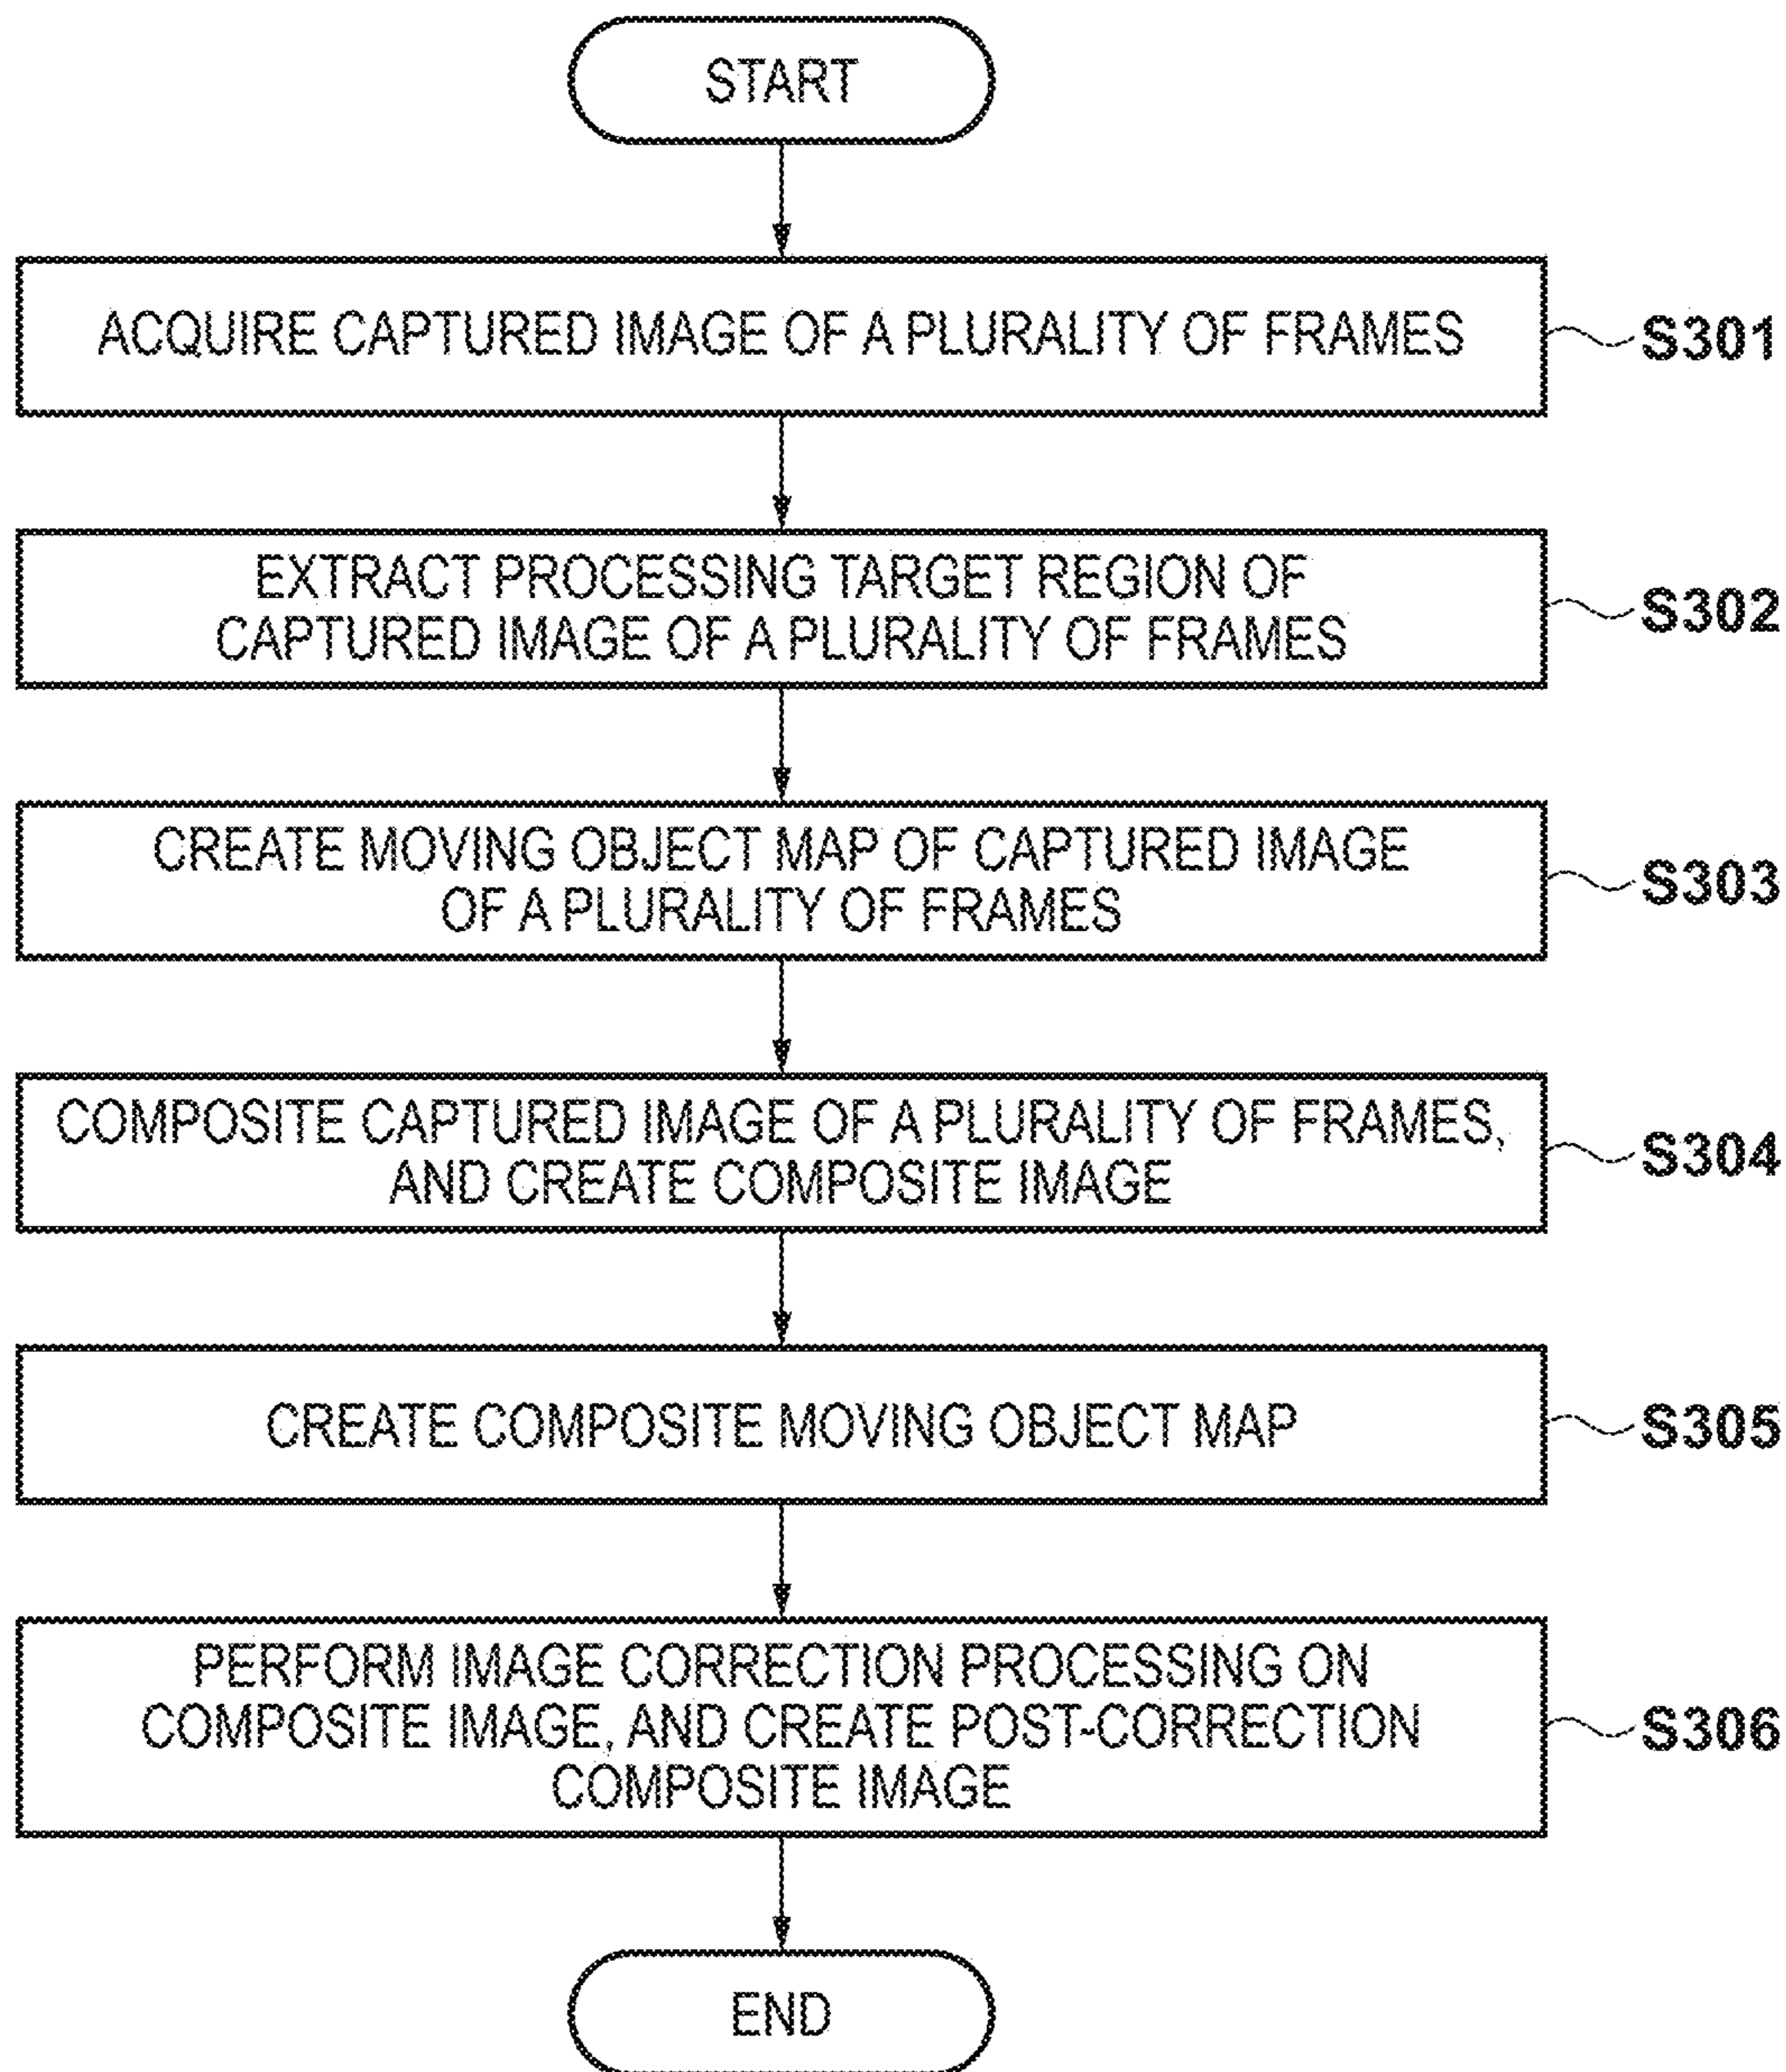 START
ACQUIRE CAPTURED IMAGE OF A PLURALITY OF FRAMES
S301
EXTRACT PROCESSING TARGET REGION OF
CAPTURED IMAGE OF A PLURALITY OF FRAMES
S302
CREATE MOVING OBJECT MAP OF CAPTURED IMAGE
OF A PLURALITY OF FRAMES
S303
COMPOSITE CAPTURED IMAGE OF A PLURALITY OF FRAMES,
AND CREATE COMPOSITE IMAGE
S304
CREATE COMPOSITE MOVING OBJECT MAP
S305
PERFORM IMAGE CORRECTION PROCESSING ON
COMPOSITE IMAGE, AND CREATE POST-CORRECTION
COMPOSITE IMAGE
S306
END